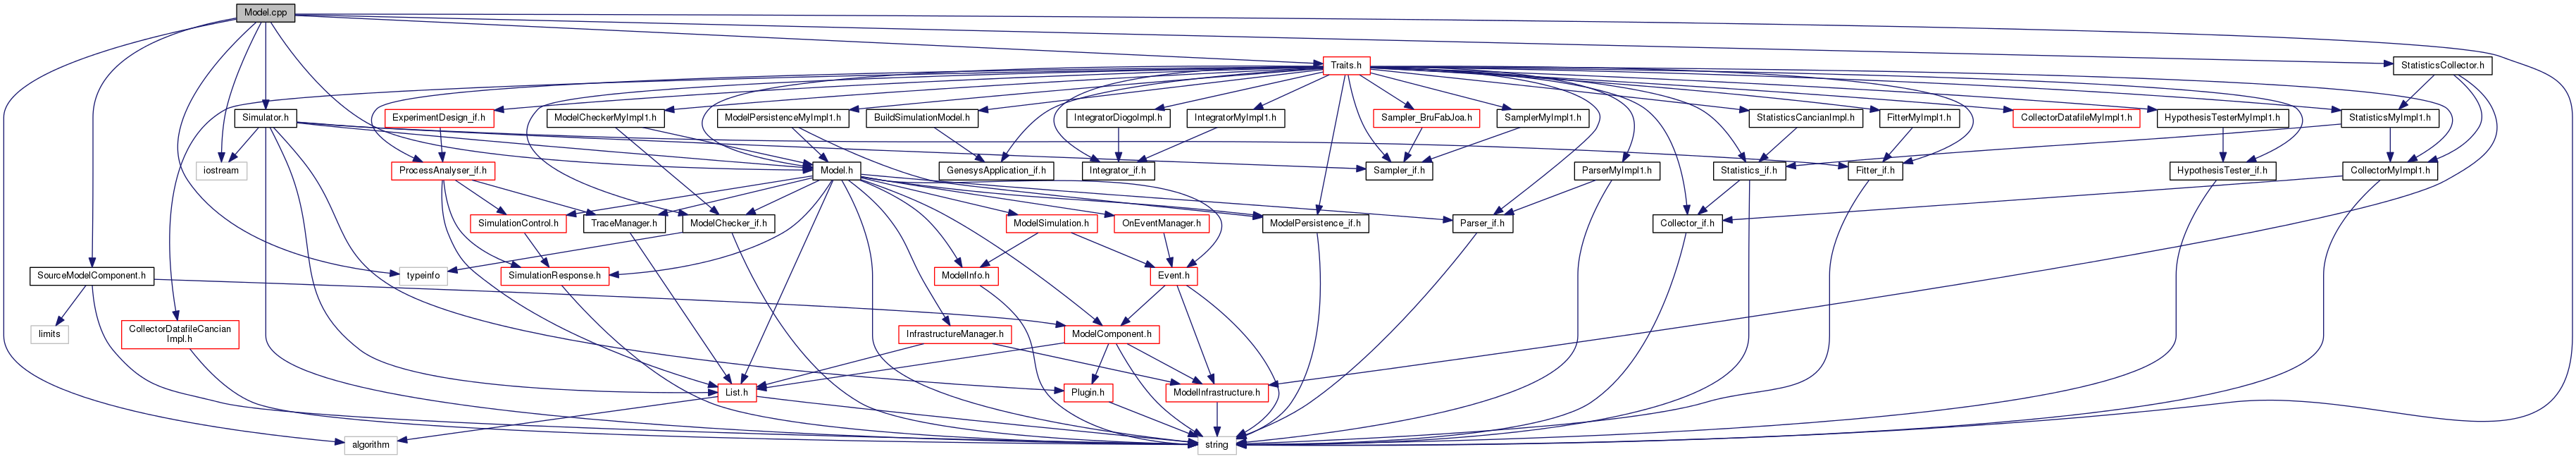 Model.cpp
Traits.h
StatisticsCollector.h
Simulator.h
ExperimentDesign_if.h
ModelCheckerMyImpl1.h
ModelPersistenceMyImpl1.h
BuildSimulationModel.h
IntegratorDiogoImpl.h
IntegratorMyImpl1.h
Sampler_BruFabJoa.h
SamplerMyImpl1.h
StatisticsCancianImpl.h
FitterMyImpl1.h
CollectorDatafileMyImpl1.h
HypothesisTesterMyImpl1.h
StatisticsMyImpl1.h
iostream
ProcessAnalyser_if.h
Model.h
GenesysApplication_if.h
Integrator_if.h
Sampler_if.h
ParserMyImpl1.h
Statistics_if.h
Fitter_if.h
HypothesisTester_if.h
CollectorMyImpl1.h
SimulationControl.h
TraceManager.h
ModelChecker_if.h
ModelSimulation.h
OnEventManager.h
ModelPersistence_if.h
Parser_if.h
Collector_if.h
SourceModelComponent.h
typeinfo
SimulationResponse.h
ModelInfo.h
Event.h
limits
CollectorDatafileCancian
Impl.h
InfrastructureManager.h
ModelComponent.h
List.h
Plugin.h
ModelInfrastructure.h
algorithm
string